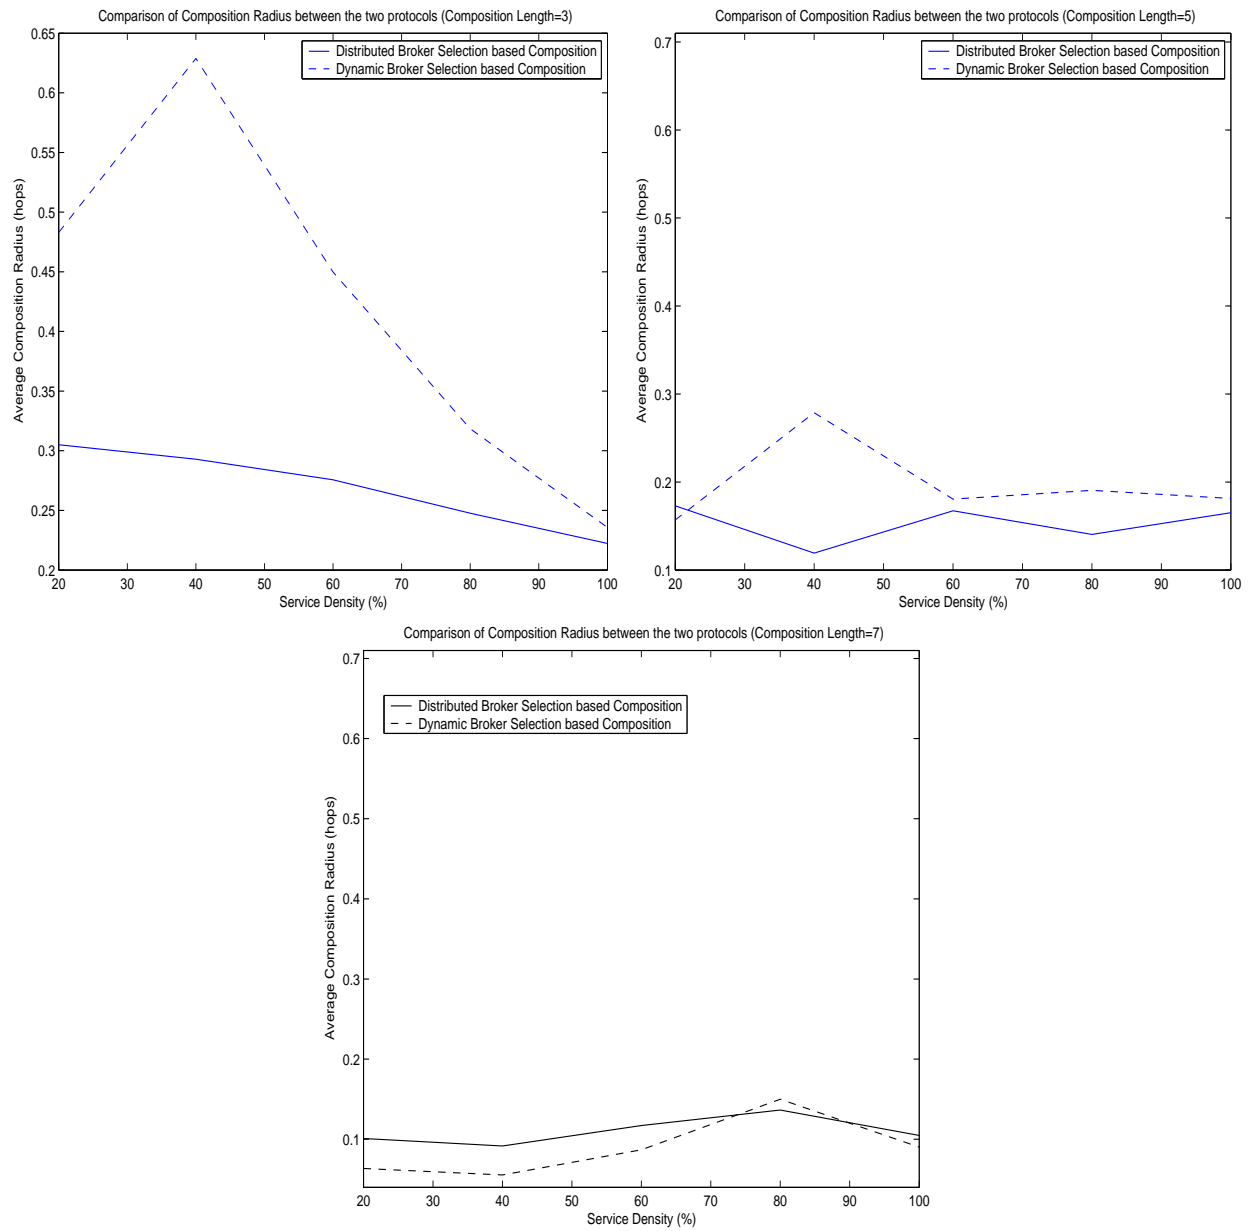 Comparison of Composition Radius between the two protocols (Composition Length=3)
Distributed Broker Selection based Composition
Dynamic Broker Selection based Composition
Average Composition Radius (hops)
0.65
0.6
0.55
0.5
0.45
0.4
0.35
0.3
0.25
0.2
20 30 40 50 60 70 80 90 100
Service Density (%)
Comparison of Composition Radius between the two protocols (Composition Length=5)
Distributed Broker Selection based Composition
Dynamic Broker Selection based Composition
Average Composition Radius (hops)
0.7
0.6
0.5
0.4
0.3
0.2
0.1
20 30 40 50 60 70 80 90 100
Service Density (%)
Comparison of Composition Radius between the two protocols (Composition Length=7)
Distributed Broker Selection based Composition
Dynamic Broker Selection based Composition
Average Composition Radius (hops)
0.7
0.6
0.5
0.4
0.3
0.2
0.1
20 30 40 50 60 70 80 90 100
Service Density (%)